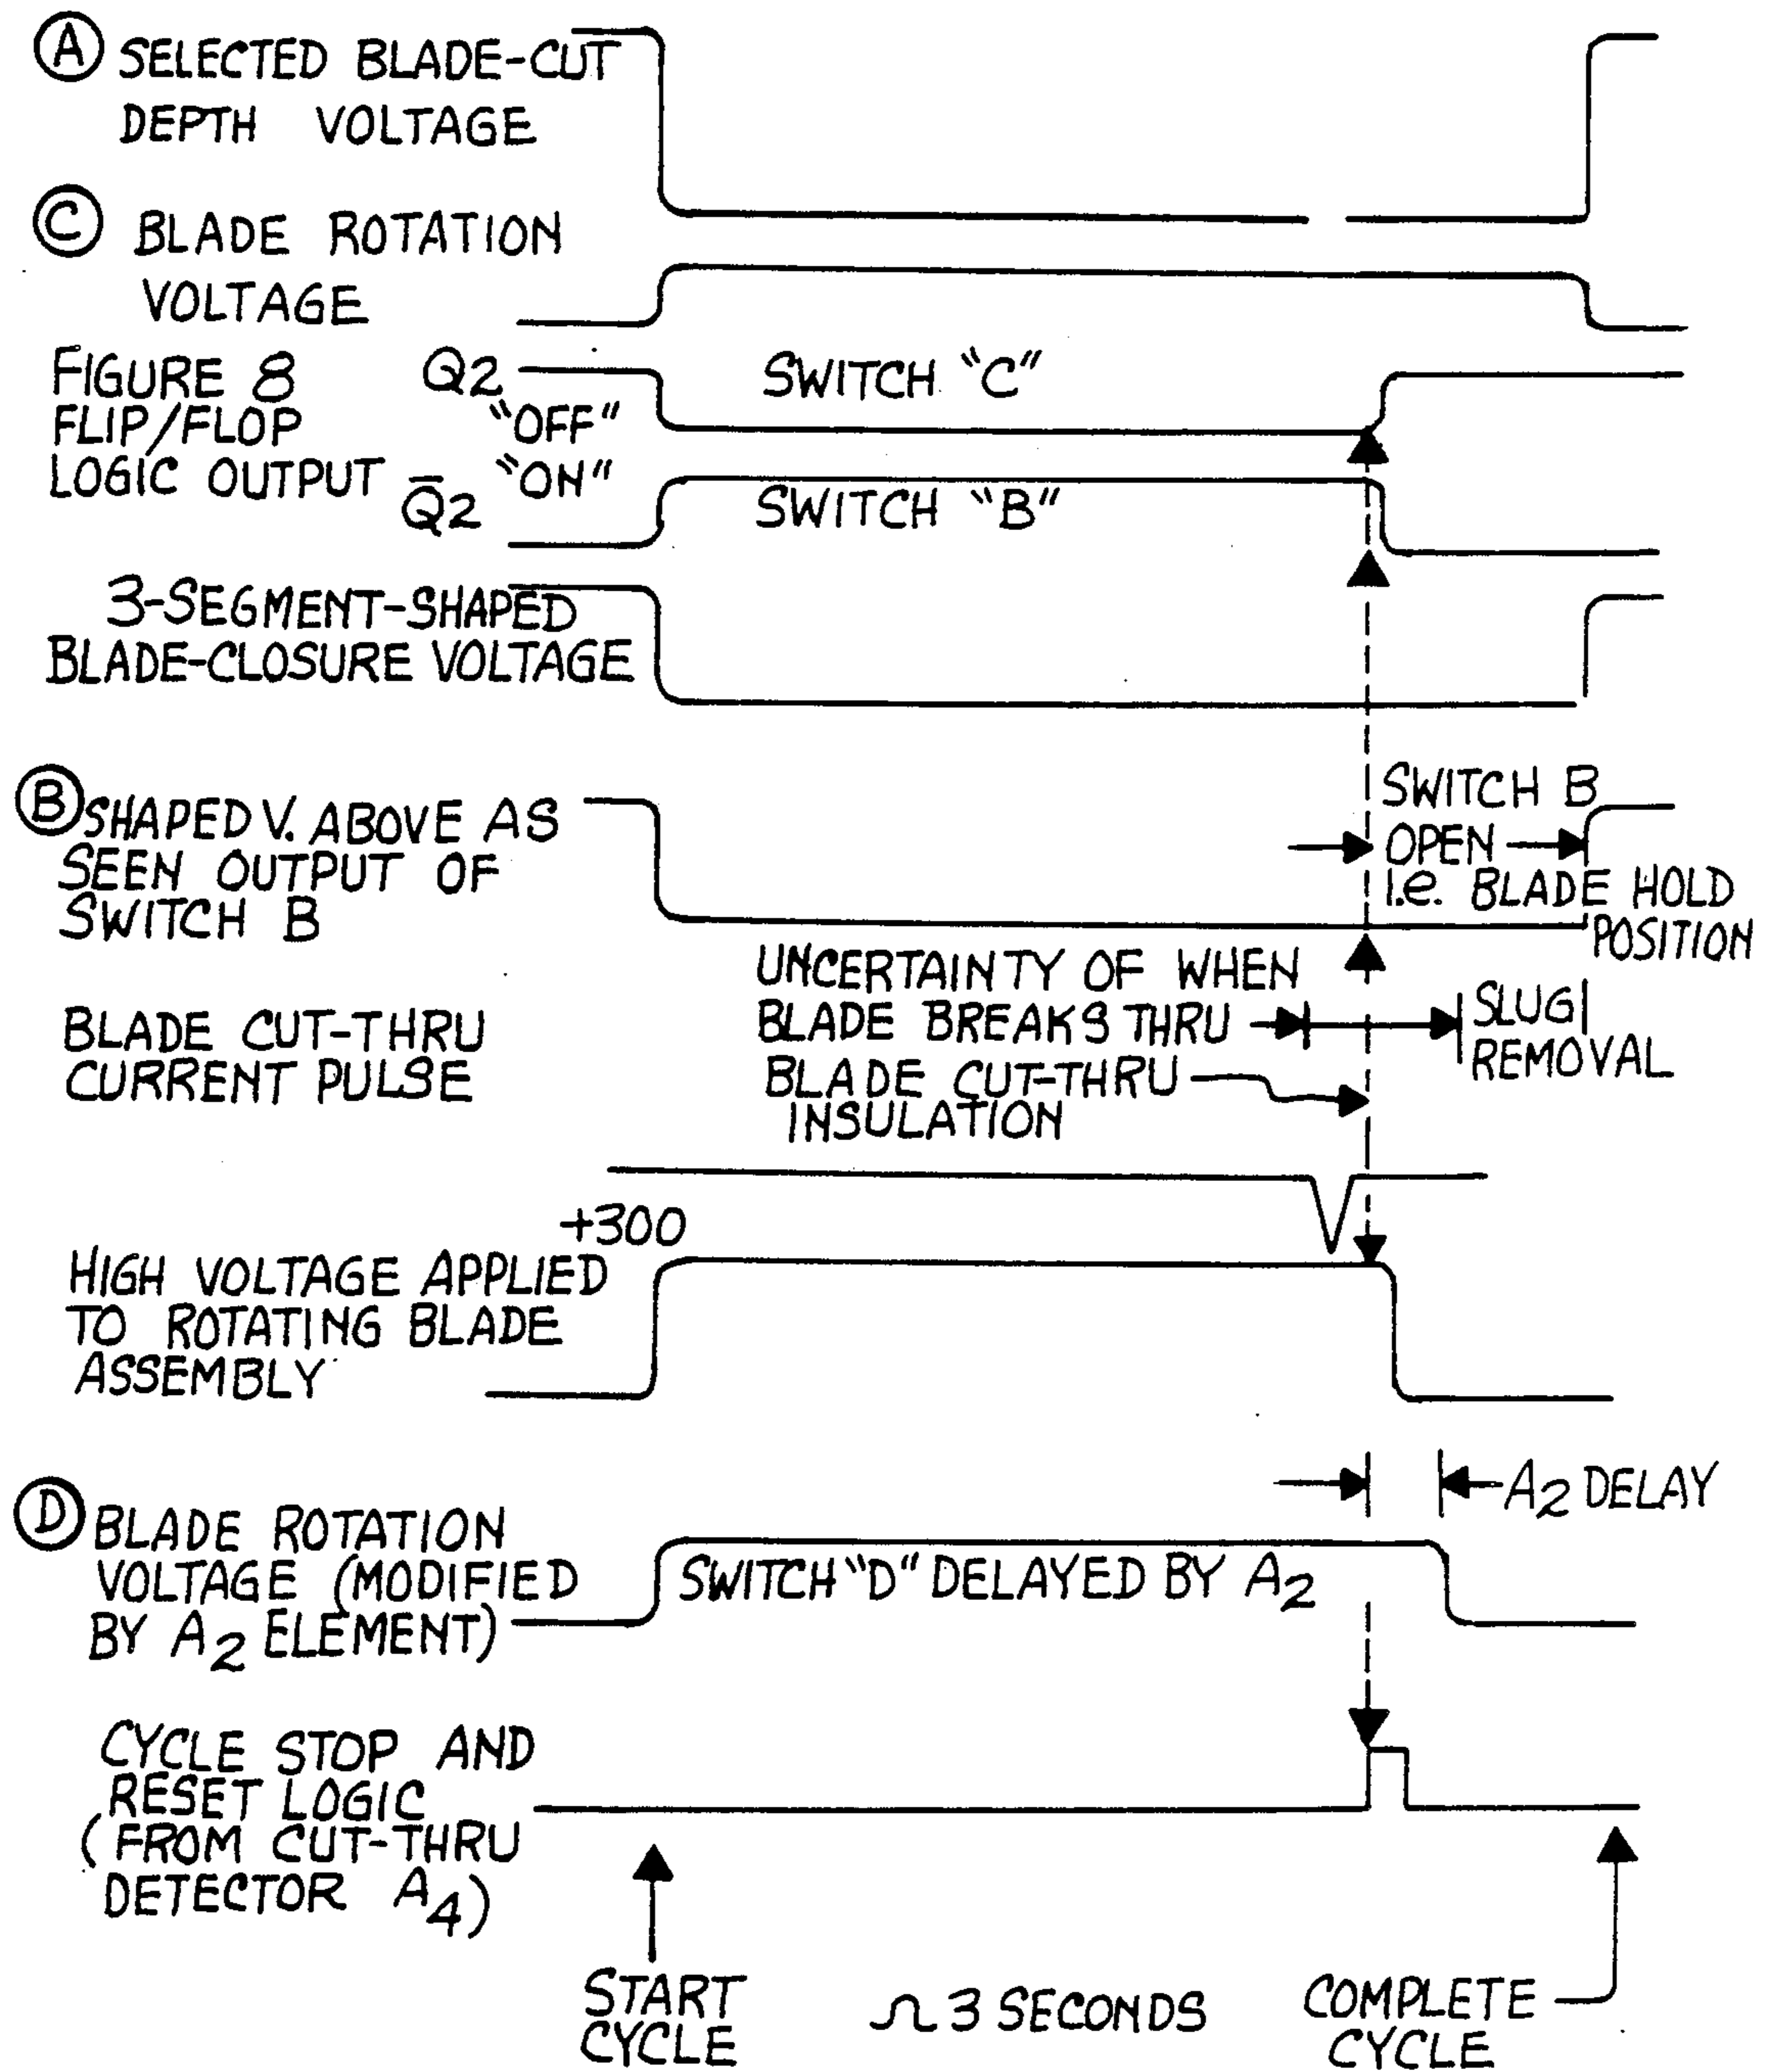 A SELECTED BLADE-CUT
DEPTH VOLTAGE
C BLADE ROTATION
VOLTAGE
FIGURE 8
FLIP/FLOP
LOGIC OUTPUT
Q2
"OFF"
"ON"
Q̄2
SWITCH "C"
SWITCH "B"
3-SEGMENT-SHAPED
BLADE-CLOSURE VOLTAGE
B SHAPED V. ABOVE AS
SEEN OUTPUT OF
SWITCH B
SWITCH B
OPEN
i.e. BLADE HOLD
POSITION
UNCERTAINTY OF WHEN
BLADE BREAKS THRU
SLUG
REMOVAL
BLADE CUT-THRU
INSULATION
BLADE CUT-THRU
CURRENT PULSE
+300
HIGH VOLTAGE APPLIED
TO ROTATING BLADE
ASSEMBLY
A2 DELAY
D BLADE ROTATION
VOLTAGE (MODIFIED
BY A2 ELEMENT)
SWITCH "D" DELAYED BY A2
CYCLE STOP AND
RESET LOGIC
(FROM CUT-THRU
DETECTOR A4)
START
CYCLE
3 SECONDS
COMPLETE
CYCLE